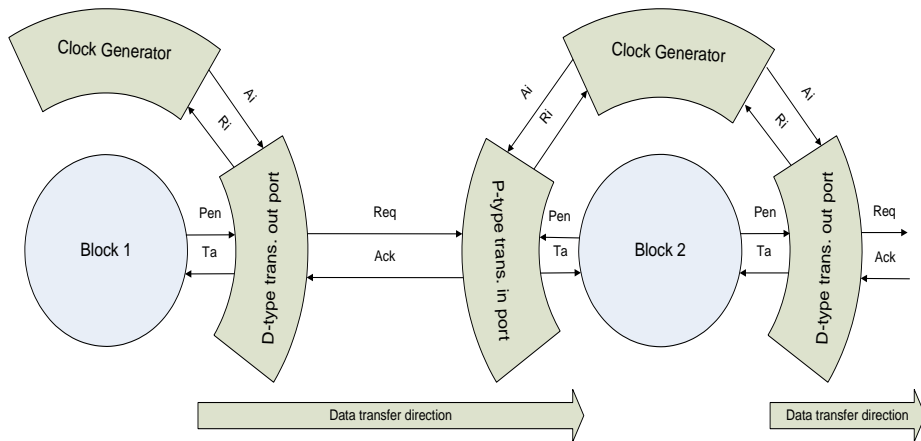 Clock Generator
Clock Generator
Ai
Ri
Ai
Ri
Ai
Ri
D-type trans. out port
P-type trans. in port
D-type trans. out port
Block 1
Pen
Ta
Req
Ack
Pen
Ta
Block 2
Pen
Ta
Req
Ack
Data transfer direction
Data transfer direction